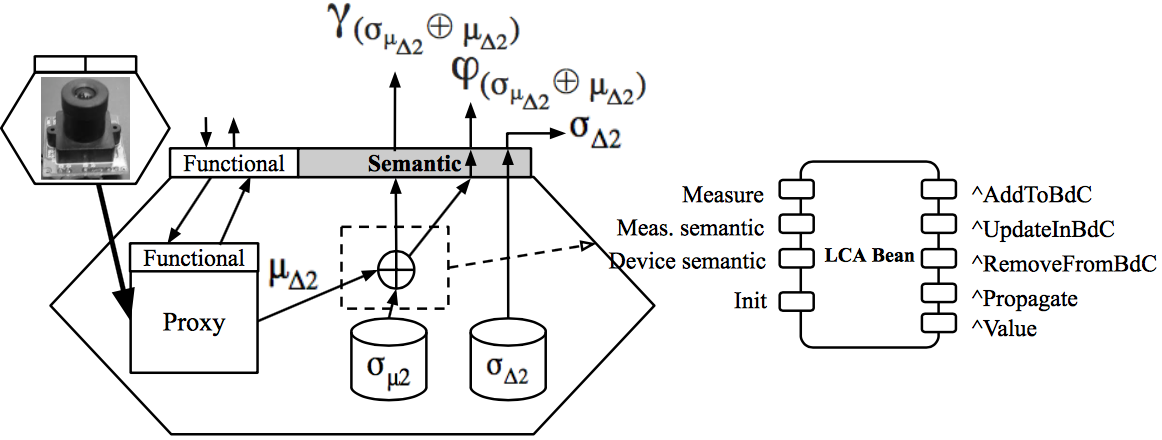 γ(σμΔ2 ⊕ μΔ2)
φ(σμΔ2 ⊕ μΔ2)
σΔ2
Functional
Semantic
Functional
Proxy
μΔ2
σμ2
σΔ2
Measure
Meas. semantic
Device semantic
Init
LCA Bean
^AddToBdC
^UpdateInBdC
^RemoveFromBdC
^Propagate
^Value